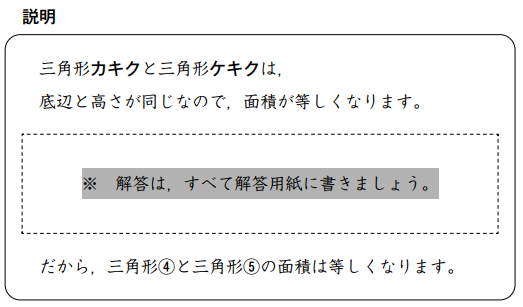 説明
三角形カキクと三角形ケキクは，
底辺と高さが同じなので，面積が等しくなります。
※　解答は，すべて解答用紙に書きましょう。
だから，三角形④と三角形⑤の面積は等しくなります。